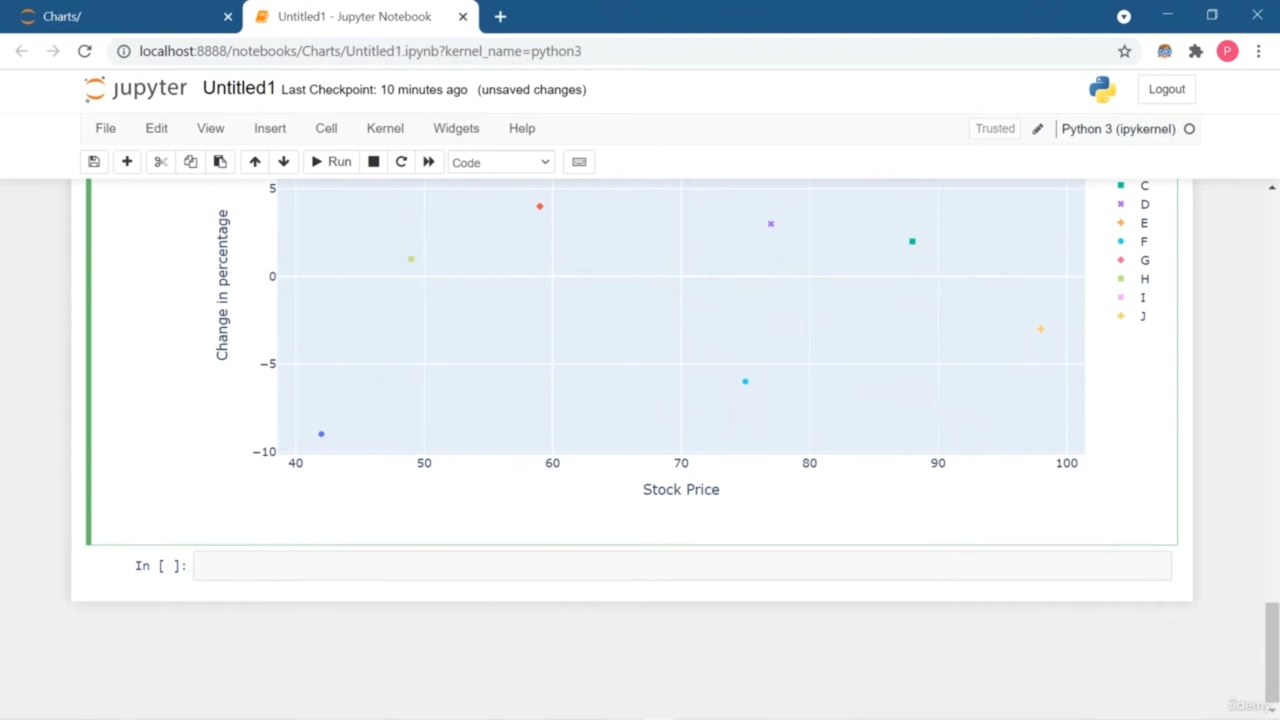 Charts/
Untitled1 - Jupyter Notebook
localhost:8888/notebooks/Charts/Untitled1.ipynb?kernel_name=python3
P
jupyter Untitled1 Last Checkpoint: 10 minutes ago (unsaved changes)
Logout
File Edit View Insert Cell Kernel Widgets Help
Trusted
Python 3 (ipykernel)
Run
Code
5
0
−5
−10
Change in percentage
40 50 60 70 80 90 100
Stock Price
C
D
E
F
G
H
I
J
In [ ]:
ûdemy